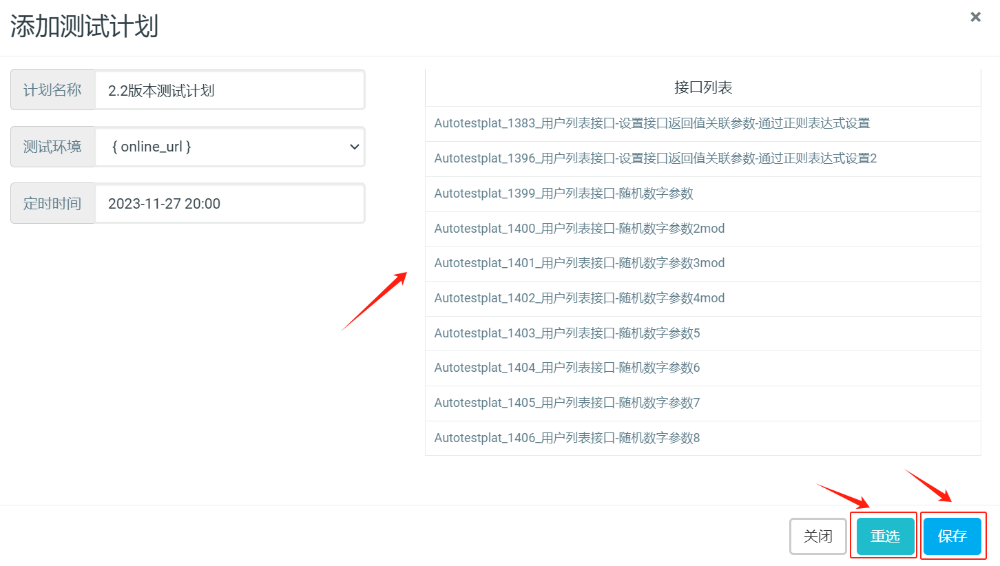 添加测试计划
×
计划名称 2.2版本测试计划
测试环境 { online_url }
定时时间 2023-11-27 20:00
接口列表
Autotestplat_1383_用户列表接口-设置接口返回值关联参数-通过正则表达式设置
Autotestplat_1396_用户列表接口-设置接口返回值关联参数-通过正则表达式设置2
Autotestplat_1399_用户列表接口-随机数字参数
Autotestplat_1400_用户列表接口-随机数字参数2mod
Autotestplat_1401_用户列表接口-随机数字参数3mod
Autotestplat_1402_用户列表接口-随机数字参数4mod
Autotestplat_1403_用户列表接口-随机数字参数5
Autotestplat_1404_用户列表接口-随机数字参数6
Autotestplat_1405_用户列表接口-随机数字参数7
Autotestplat_1406_用户列表接口-随机数字参数8
关闭 重选 保存